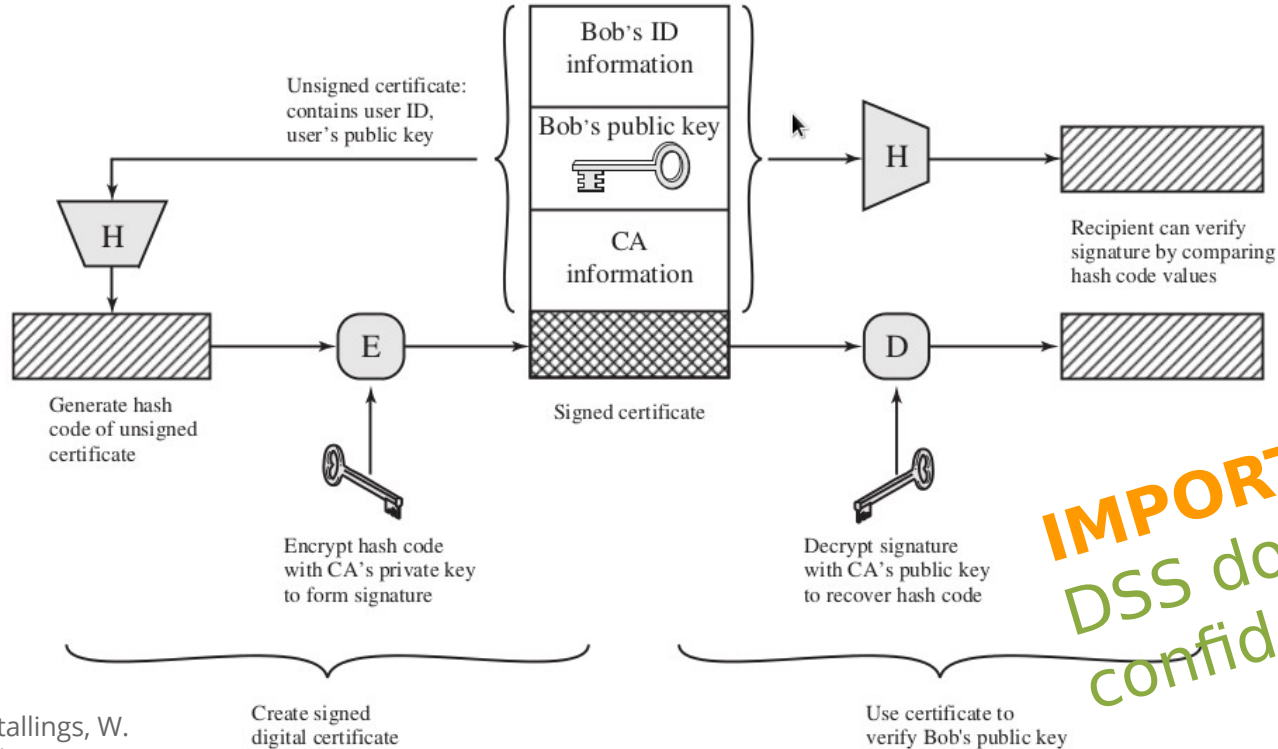 Bob's ID
information
Unsigned certificate:
contains user ID,
user's public key
Bob's public key
H
H
CA
information
Recipient can verify
signature by comparing
hash code values
E
D
Generate hash
code of unsigned
certificate
Signed certificate
Encrypt hash code
with CA's private key
to form signature
Decrypt signature
with CA's public key
to recover hash code
IMPORT
DSS do
confid
Create signed
digital certificate
Use certificate to
verify Bob's public key
tallings, W.